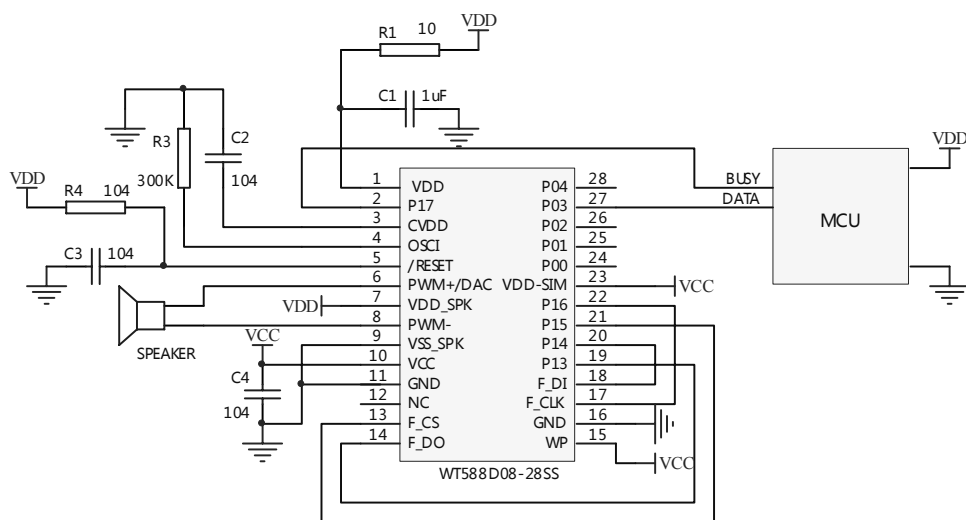 VDD
R1 10
C1 1uF
R3
300K
C2
104
VDD
R4 104
C3 104
SPEAKER
VDD
VCC
C4
104
1 VDD P04 28
2 P17 P03 27
3 CVDD P02 26
4 OSCI P01 25
5 /RESET P00 24
6 PWM+/DAC VDD-SIM 23
7 VDD_SPK P16 22
8 PWM- P15 21
9 VSS_SPK P14 20
10 VCC P13 19
11 GND F_DI 18
12 NC F_CLK 17
13 F_CS GND 16
14 F_DO WP 15
WT588D08-28SS
VCC
VCC
BUSY
DATA
MCU
VDD